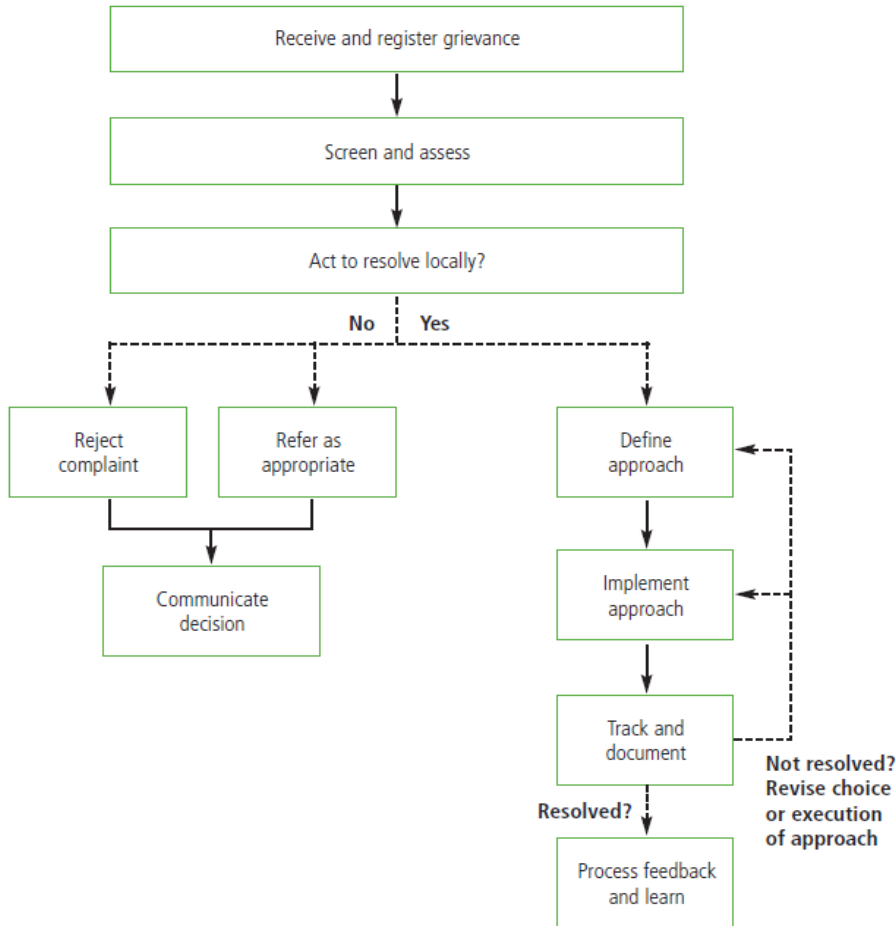 Receive and register grievance
Screen and assess
Act to resolve locally?
No
Yes
Reject
complaint
Refer as
appropriate
Define
approach
Communicate
decision
Implement
approach
Track and
document
Not resolved?
Revise choice
or execution
of approach
Resolved?
Process feedback
and learn